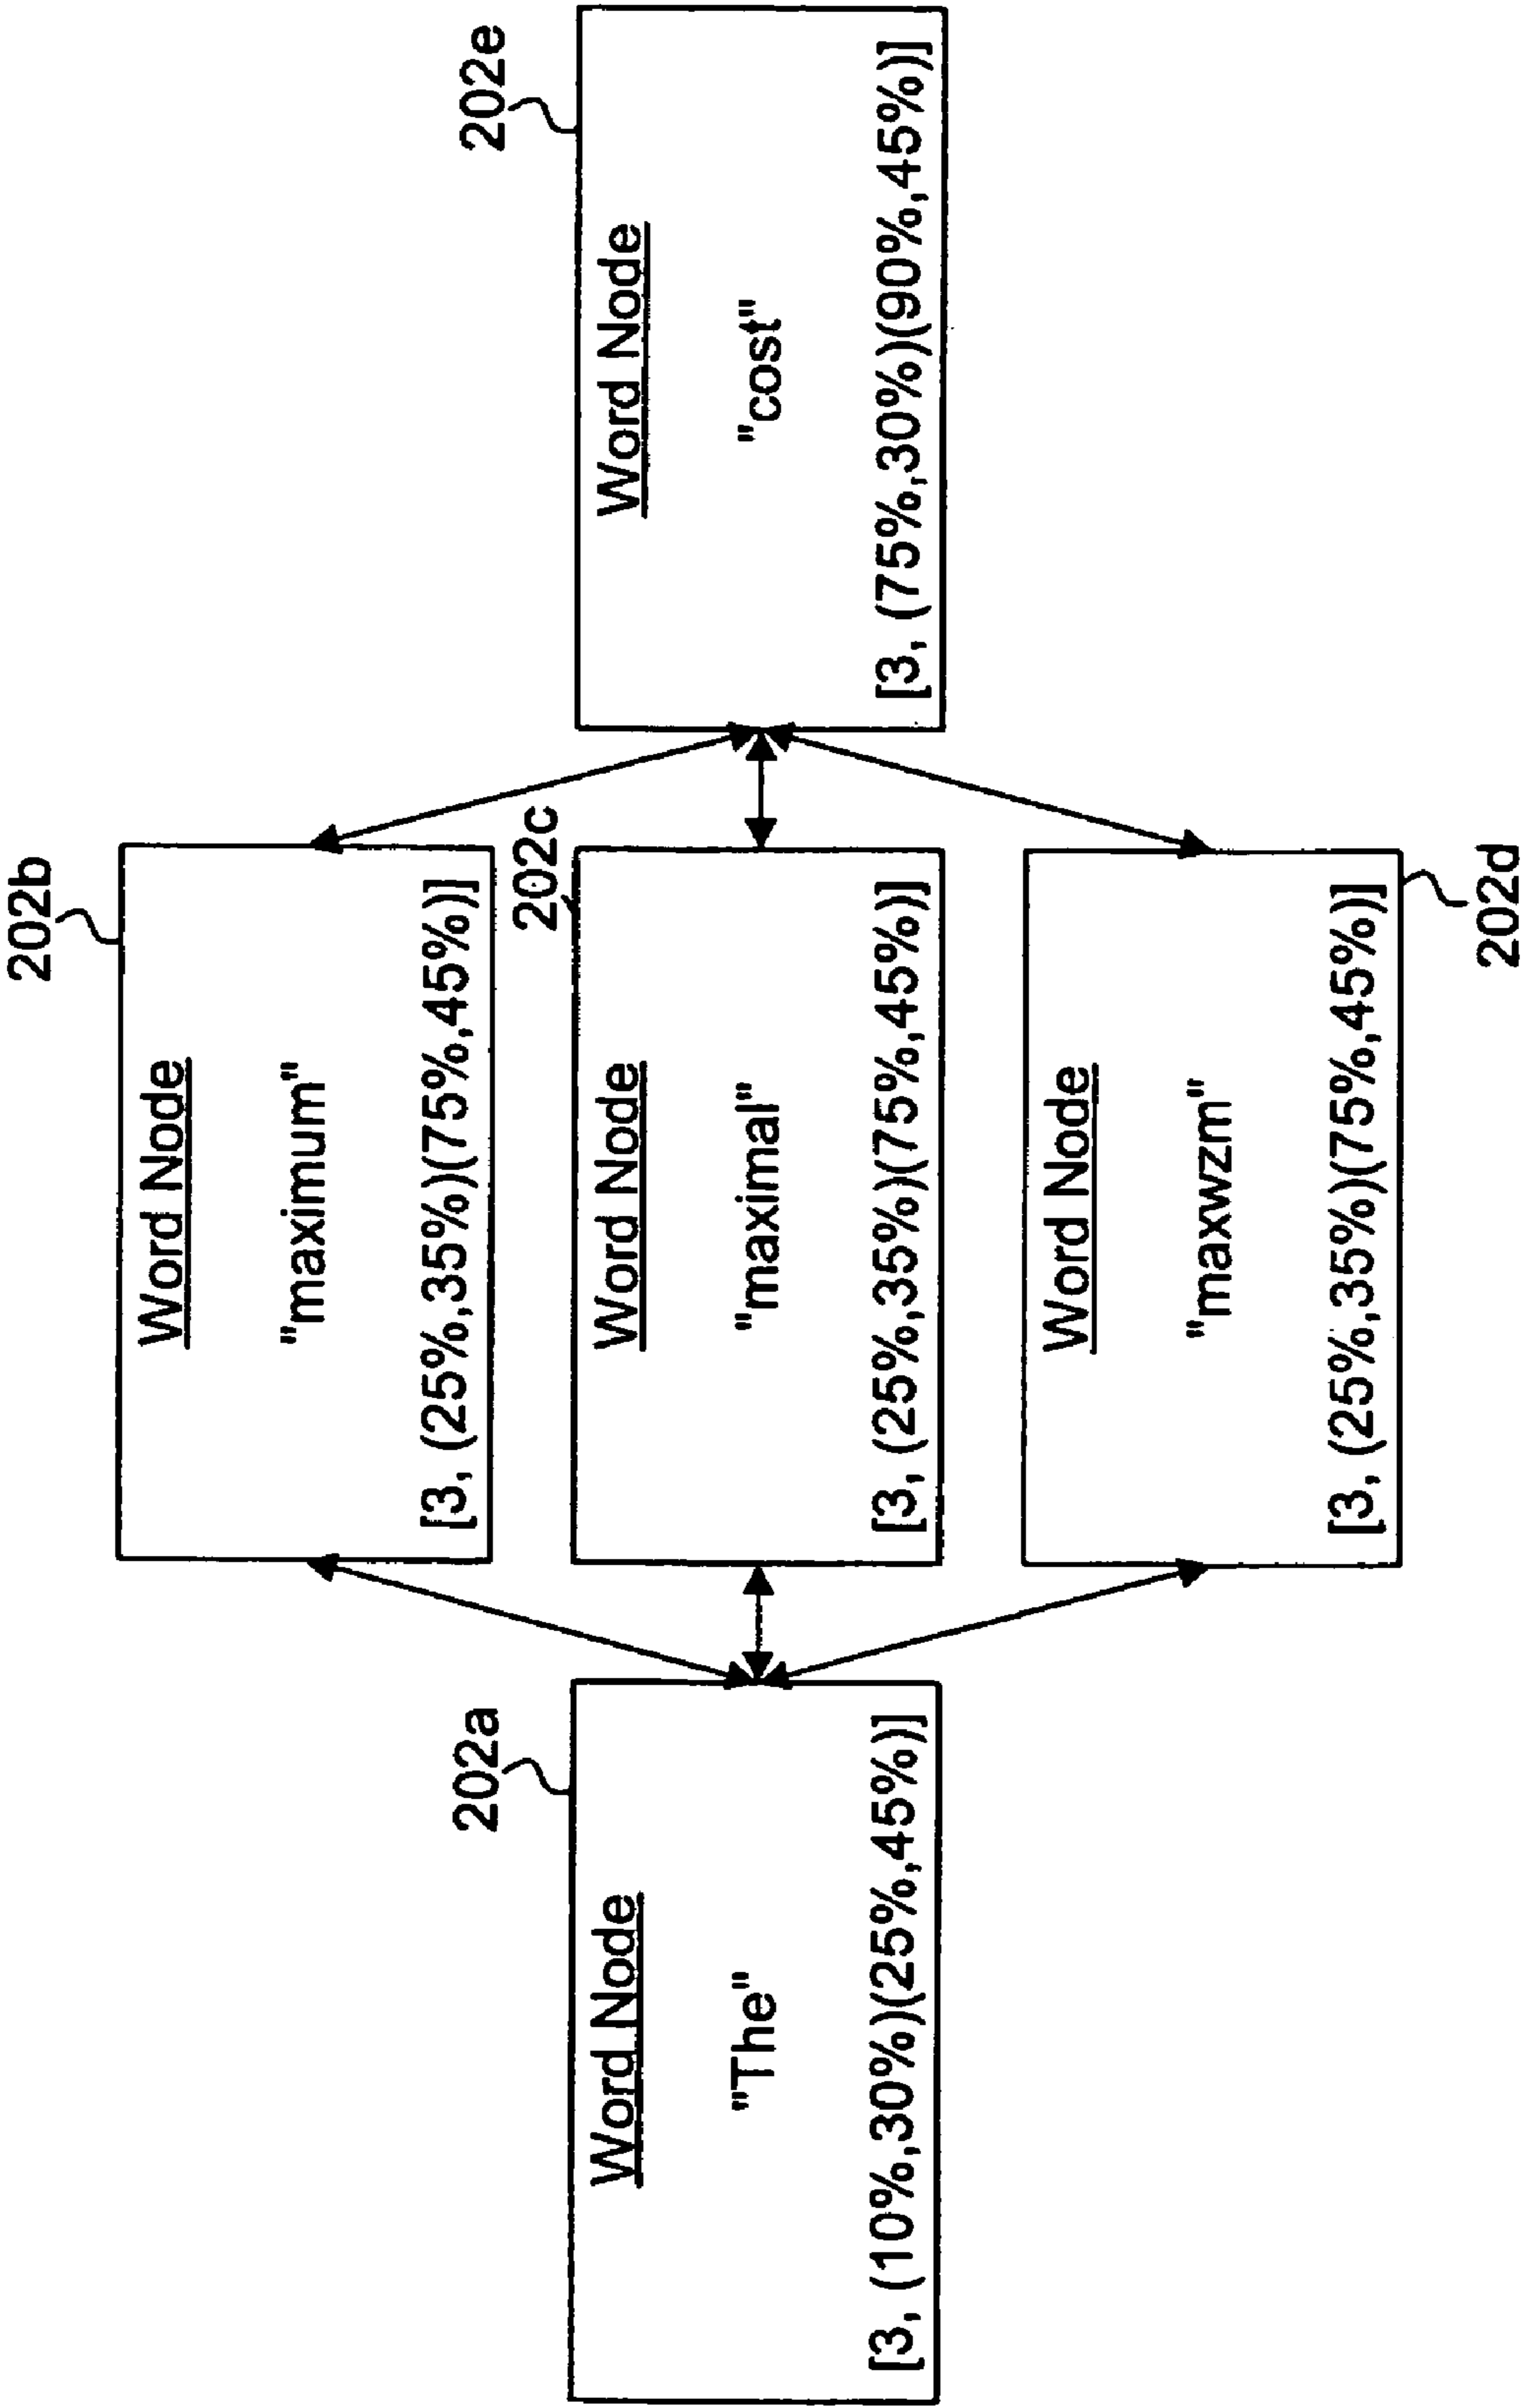 202a
Word Node
"The"
[3, (10%,30%)(25%,45%)]
202b
Word Node
"maximum"
[3, (25%,35%)(75%,45%)]
202c
Word Node
"maximal"
[3, (25%,35%)(75%,45%)]
Word Node
"maxwzm"
[3, (25%,35%)(75%,45%)]
202d
202e
Word Node
"cost"
[3, (75%,30%)(90%,45%)]